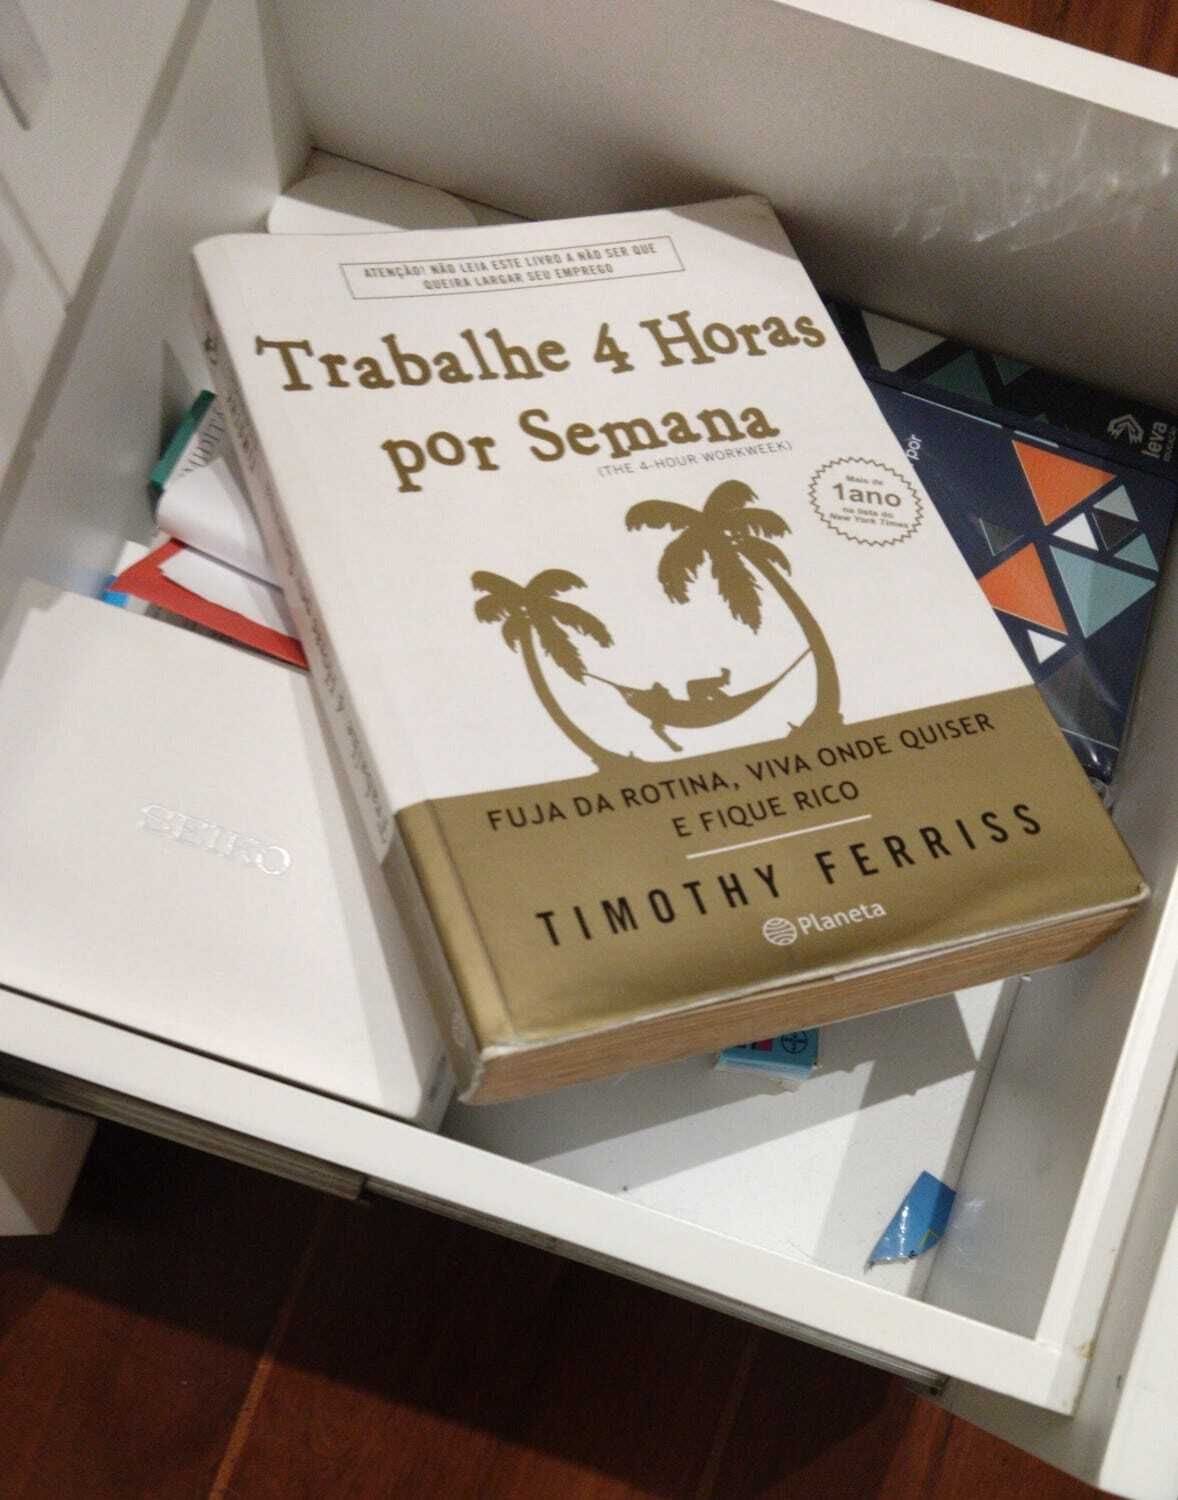 ATENÇÃO! NÃO LEIA ESTE LIVRO A NÃO SER QUE
QUEIRA LARGAR SEU EMPREGO
Trabalhe 4 Horas
por Semana
(THE 4-HOUR WORKWEEK)
Mais de
1ano
na lista do
New York Times
FUJA DA ROTINA, VIVA ONDE QUISER
E FIQUE RICO
TIMOTHY FERRISS
Planeta
SEIKO
por
leva